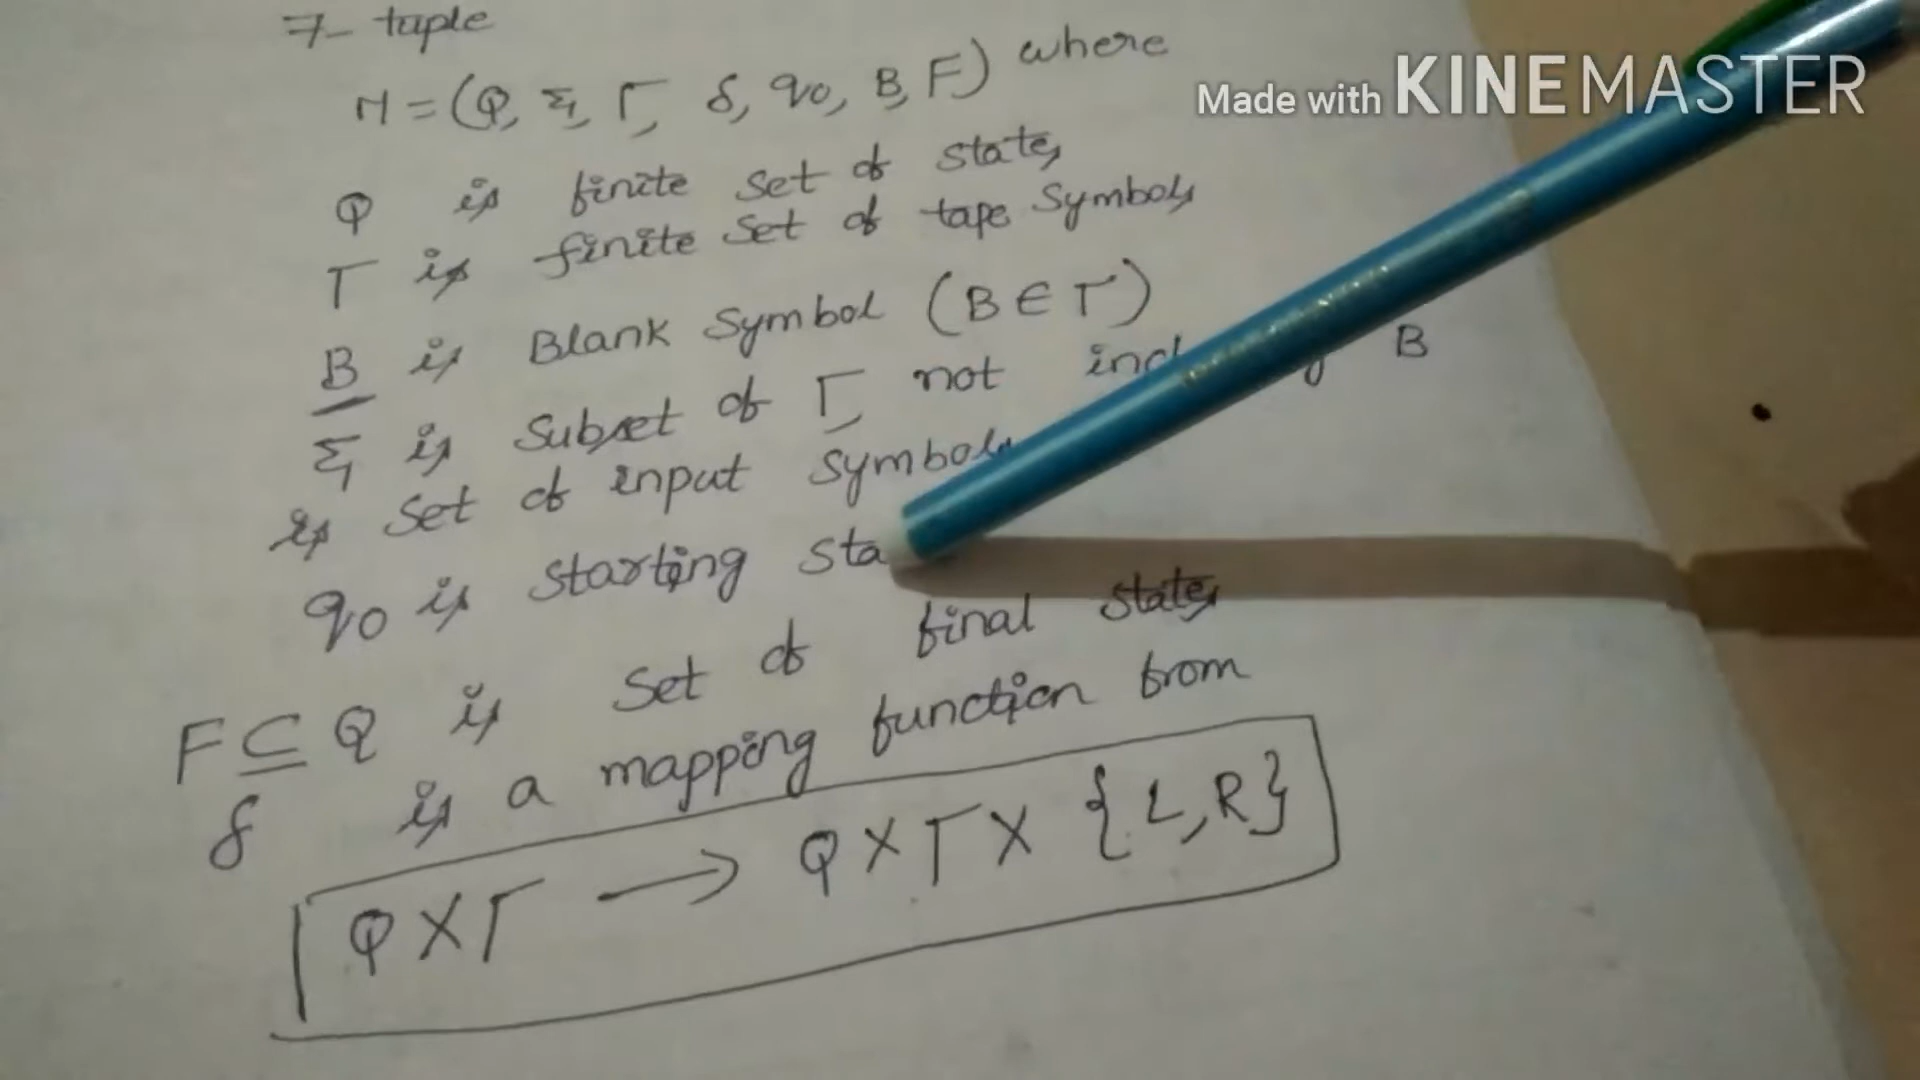 7- tuple
M = (Q, Σ, Γ, δ, q0, B, F) where
Made with KINEMASTER
Q is finite set of states
Γ is finite set of tape symbols
B is Blank symbol (B ∈ Γ)
Σ is subset of Γ, not B
is set of input symbols
q0 is starting
F ⊆ Q is set of final states
δ is a mapping function from
Q X Γ → Q X Γ X {L, R}